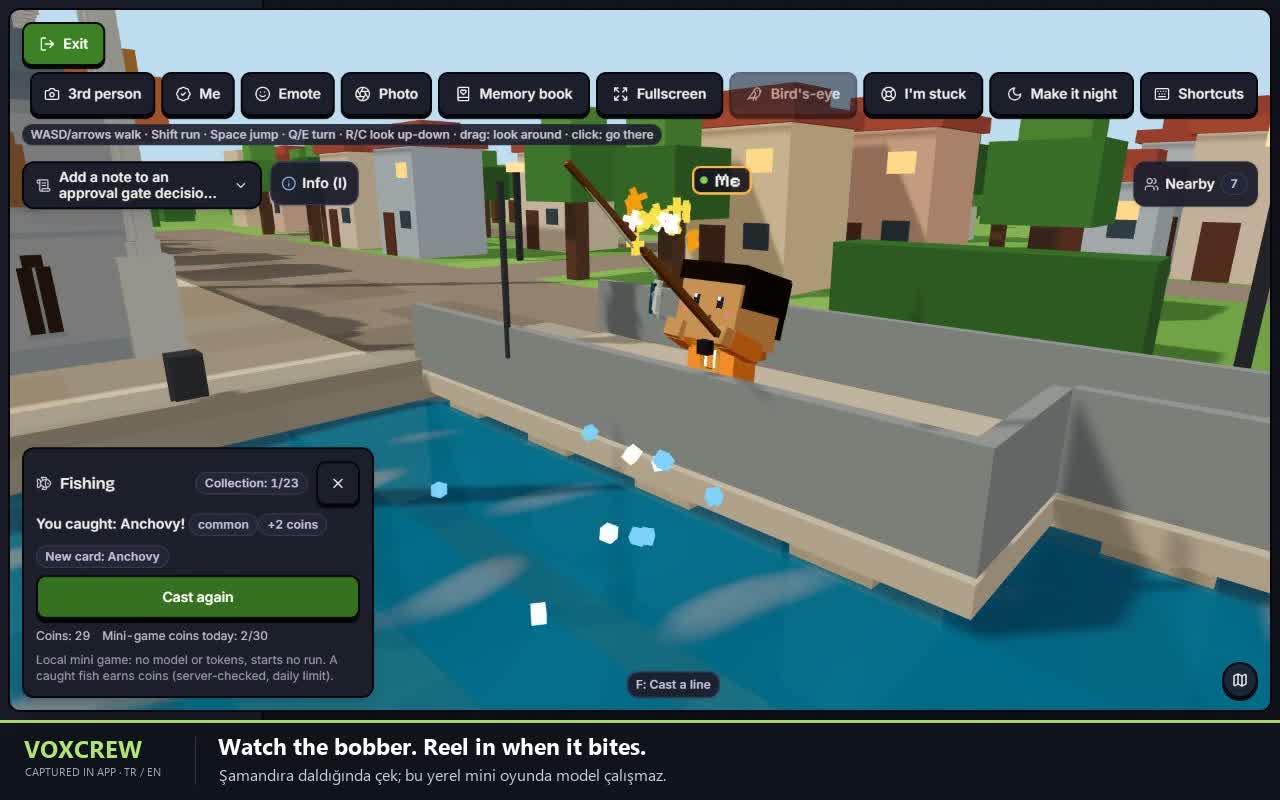 Exit
3rd person
Me
Emote
Photo
Memory book
Fullscreen
Bird's-eye
I'm stuck
Make it night
Shortcuts
WASD/arrows walk · Shift run · Space jump · Q/E turn · R/C look up-down · drag: look around · click: go there
Add a note to an
approval gate decisio...
Info (I)
Me
Nearby 7
Fishing
Collection: 1/23
You caught: Anchovy! common +2 coins
New card: Anchovy
Cast again
Coins: 29 Mini-game coins today: 2/30
Local mini game: no model or tokens, starts no run. A
caught fish earns coins (server-checked, daily limit).
F: Cast a line
VOXCREW
CAPTURED IN APP · TR / EN
Watch the bobber. Reel in when it bites.
Şamandıra daldığında çek; bu yerel mini oyunda model çalışmaz.